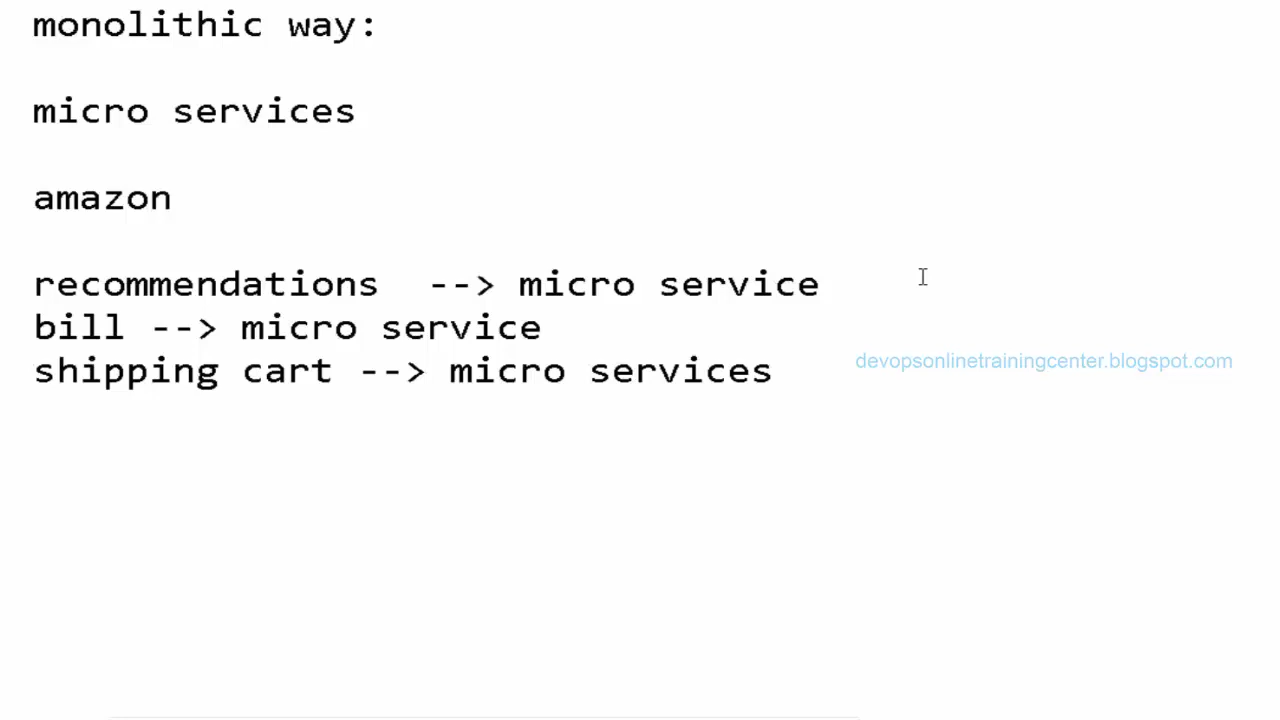 monolithic way:
micro services
amazon
recommendations  --> micro service
bill --> micro service
shipping cart --> micro services
devopsonlinetrainingcenter.blogspot.com